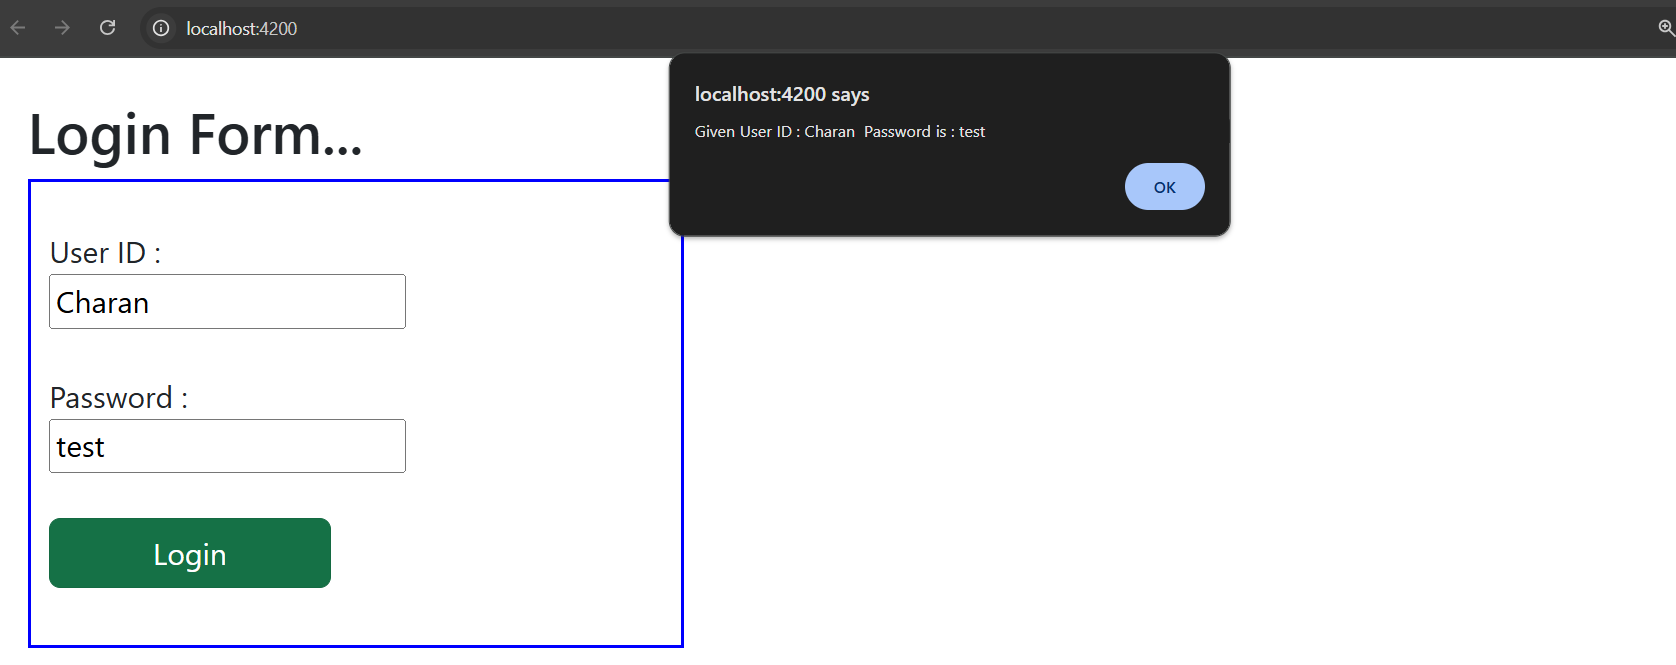 localhost:4200
localhost:4200 says
Given User ID : Charan  Password is : test
OK
Login Form...
User ID :
Charan
Password :
test
Login